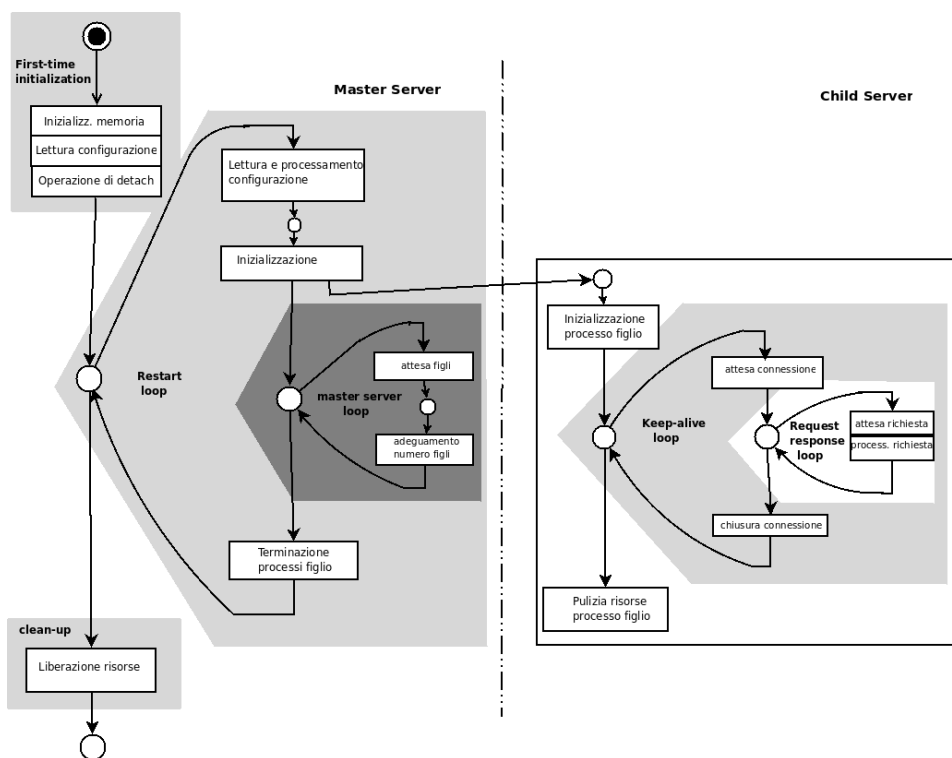 First-time
initialization
Inizializz. memoria
Lettura configurazione
Operazione di detach
Master Server
Child Server
Lettura e processamento
configurazione
Inizializzazione
Restart
loop
master server
loop
attesa figli
adeguamento
numero figli
Terminazione
processi figlio
clean-up
Liberazione risorse
Inizializzazione
processo figlio
Keep-alive
loop
attesa connessione
Request
response
loop
attesa richiesta
process. richiesta
chiusura connessione
Pulizia risorse
processo figlio